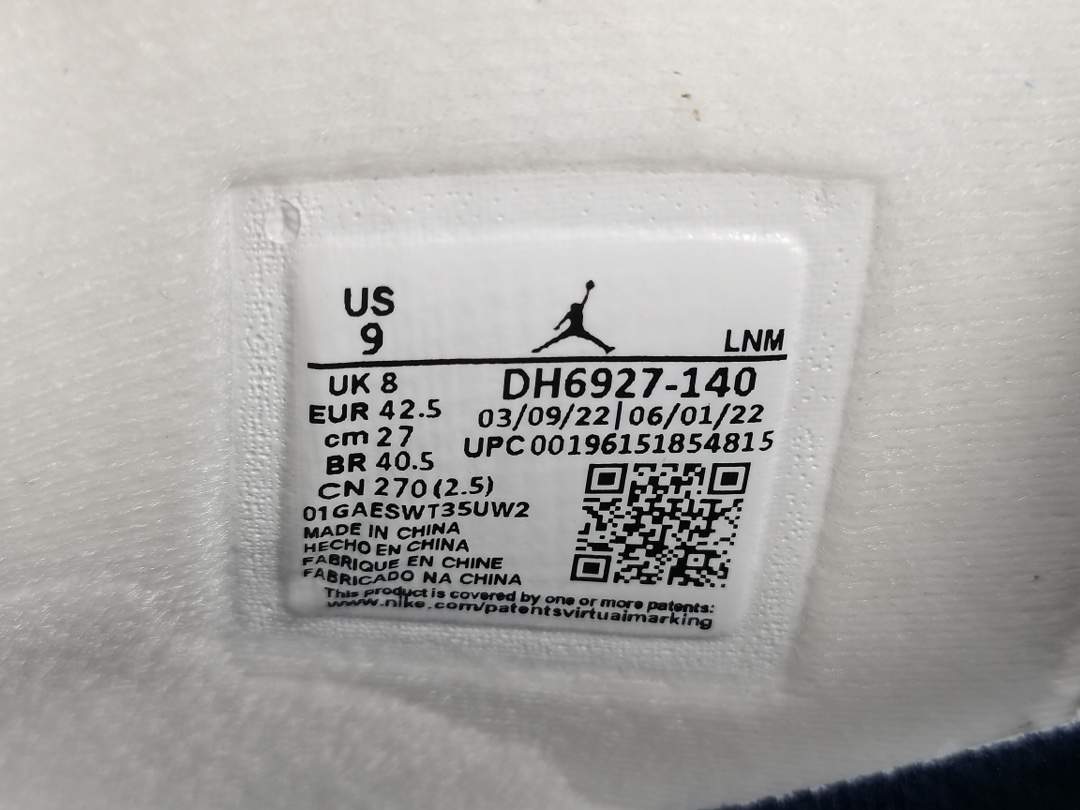 US
9
LNM
UK 8
EUR 42.5
cm 27
BR 40.5
CN 270 (2.5)
DH6927-140
03/09/22 | 06/01/22
UPC 00196151854815
01GAESWT35UW2
MADE IN CHINA
HECHO EN CHINA
FABRIQUE EN CHINE
FABRICADO NA CHINA
This product is covered by one or more patents:
www.nike.com/patentsvirtuaimarking